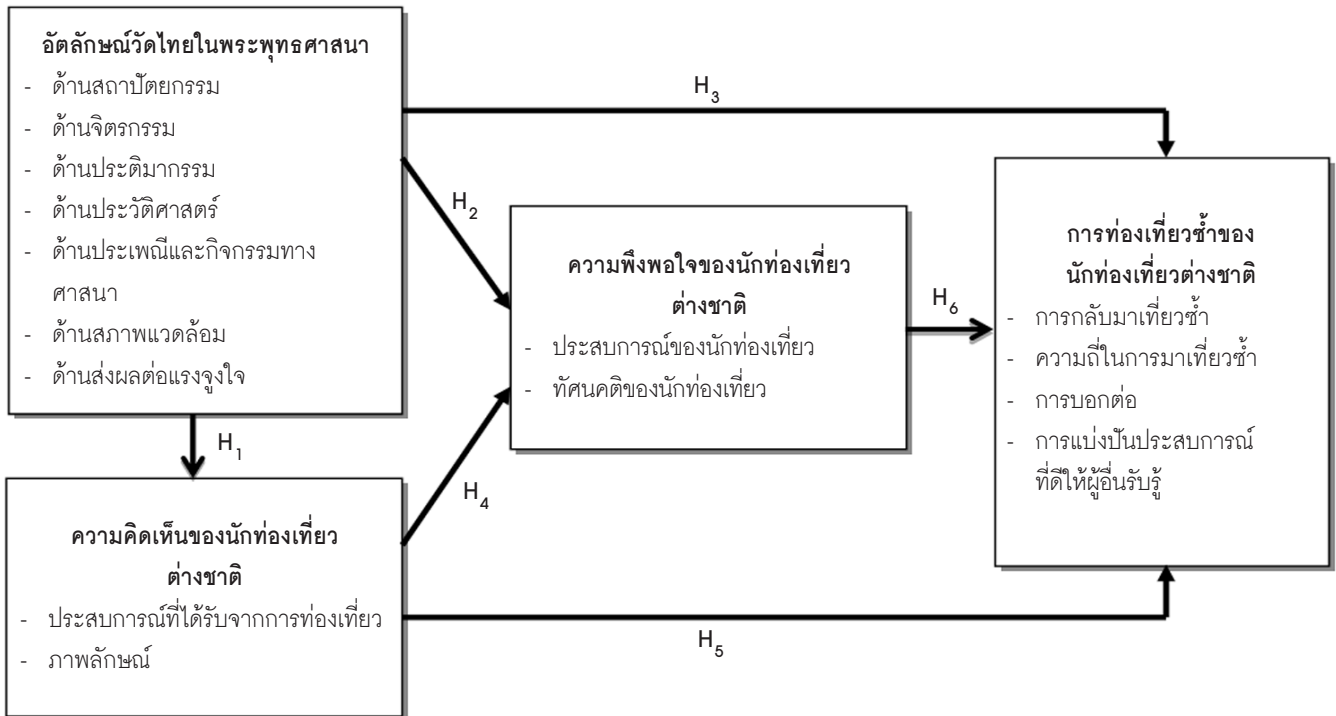 อัตลักษณ์วัดไทยในพระพุทธศาสนา
- ด้านสถาปัตยกรรม
- ด้านจิตรกรรม
- ด้านประติมากรรม
- ด้านประวัติศาสตร์
- ด้านประเพณีและกิจกรรมทาง
ศาสนา
- ด้านสภาพแวดล้อม
- ด้านส่งผลต่อแรงจูงใจ
H1
ความคิดเห็นของนักท่องเที่ยว
ต่างชาติ
- ประสบการณ์ที่ได้รับจากการท่องเที่ยว
- ภาพลักษณ์
H3
H2
H4
H5
ความพึงพอใจของนักท่องเที่ยว
ต่างชาติ
- ประสบการณ์ของนักท่องเที่ยว
- ทัศนคติของนักท่องเที่ยว
H6
การท่องเที่ยวซ้ำของ
นักท่องเที่ยวต่างชาติ
- การกลับมาเที่ยวซ้ำ
- ความถี่ในการมาเที่ยวซ้ำ
- การบอกต่อ
- การแบ่งปันประสบการณ์
ที่ดีให้ผู้อื่นรับรู้